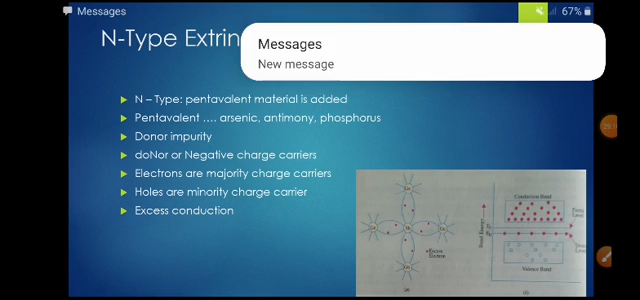 Messages
67%
N-Type Extrin
Messages
New message
N – Type: pentavalent material is added
Pentavalent .... arsenic, antimony, phosphorus
Donor impurity
doNor or Negative charge carriers
Electrons are majority charge carriers
Holes are minority charge carrier
Excess conduction
Conduction Band
Band Energy
Excess
Electron
Valence Band
(a)